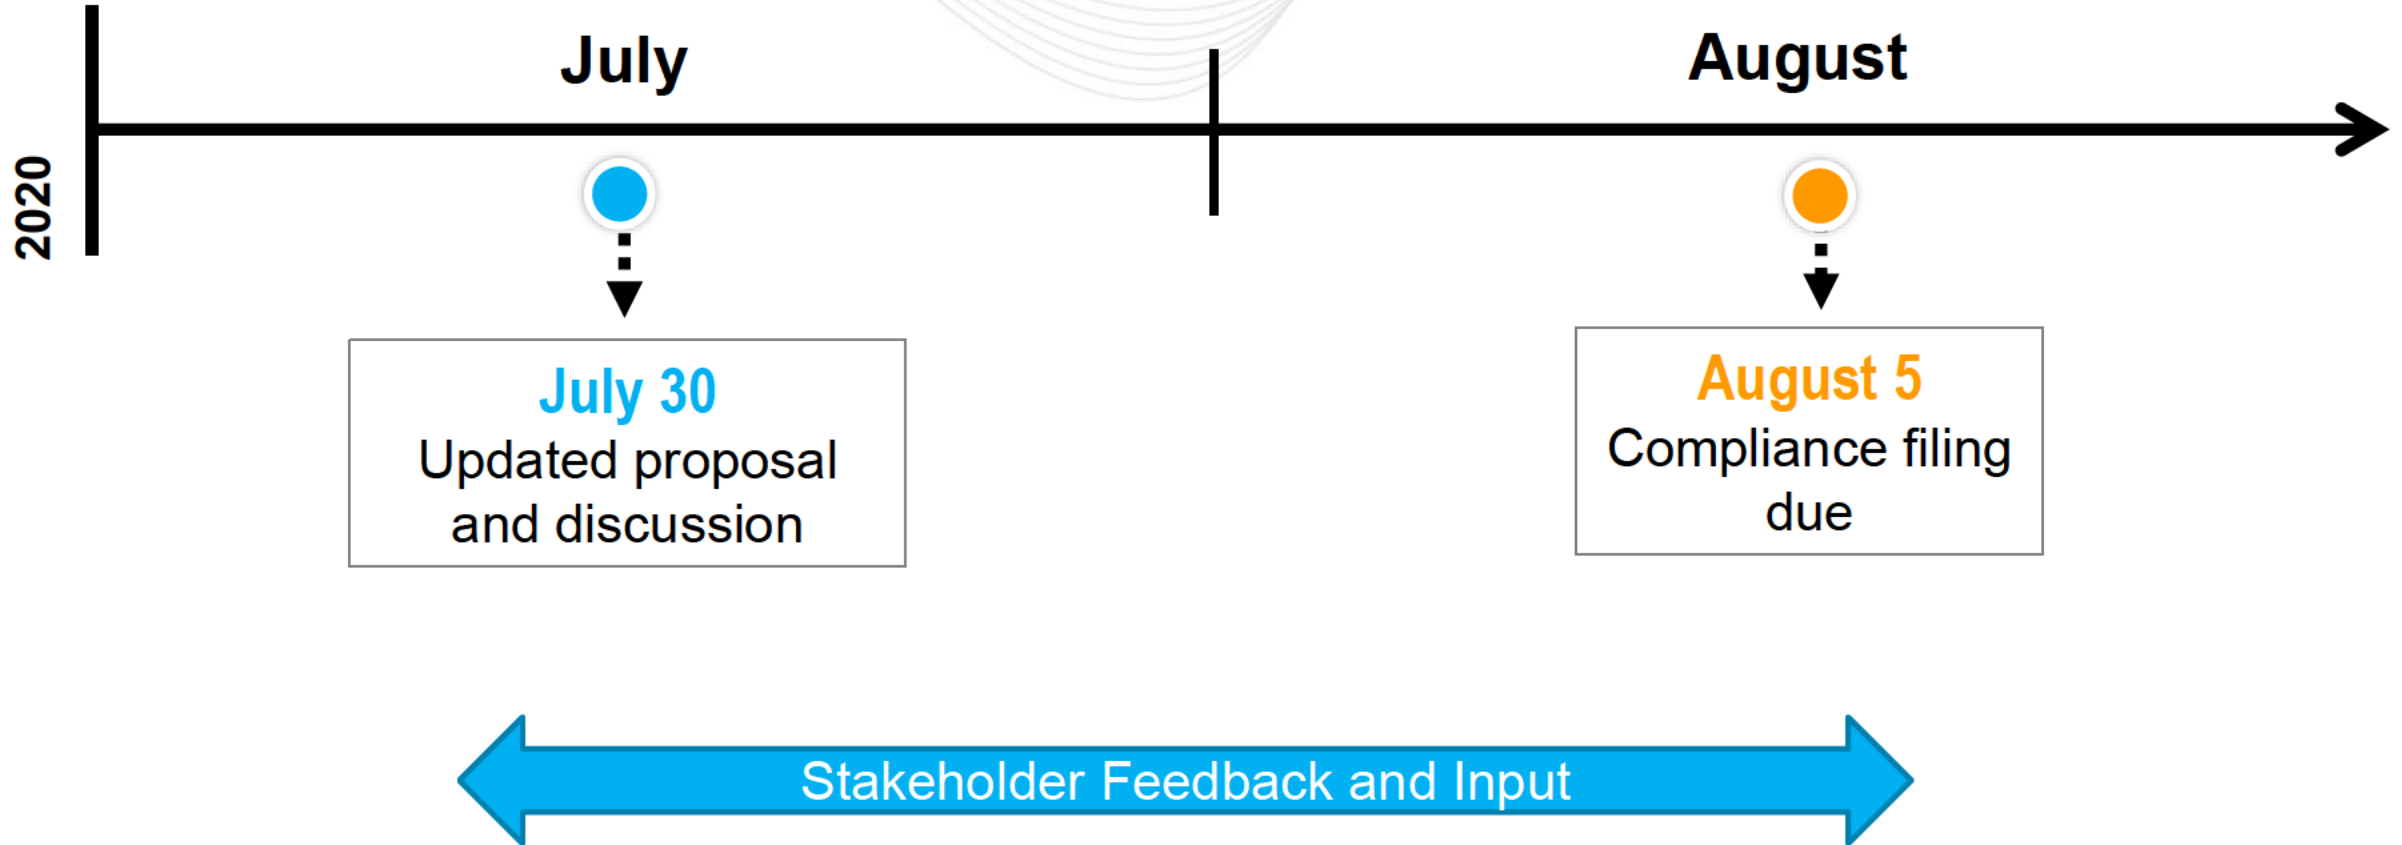 July
August
2020
July 30
Updated proposal
and discussion
August 5
Compliance filing
due
Stakeholder Feedback and Input